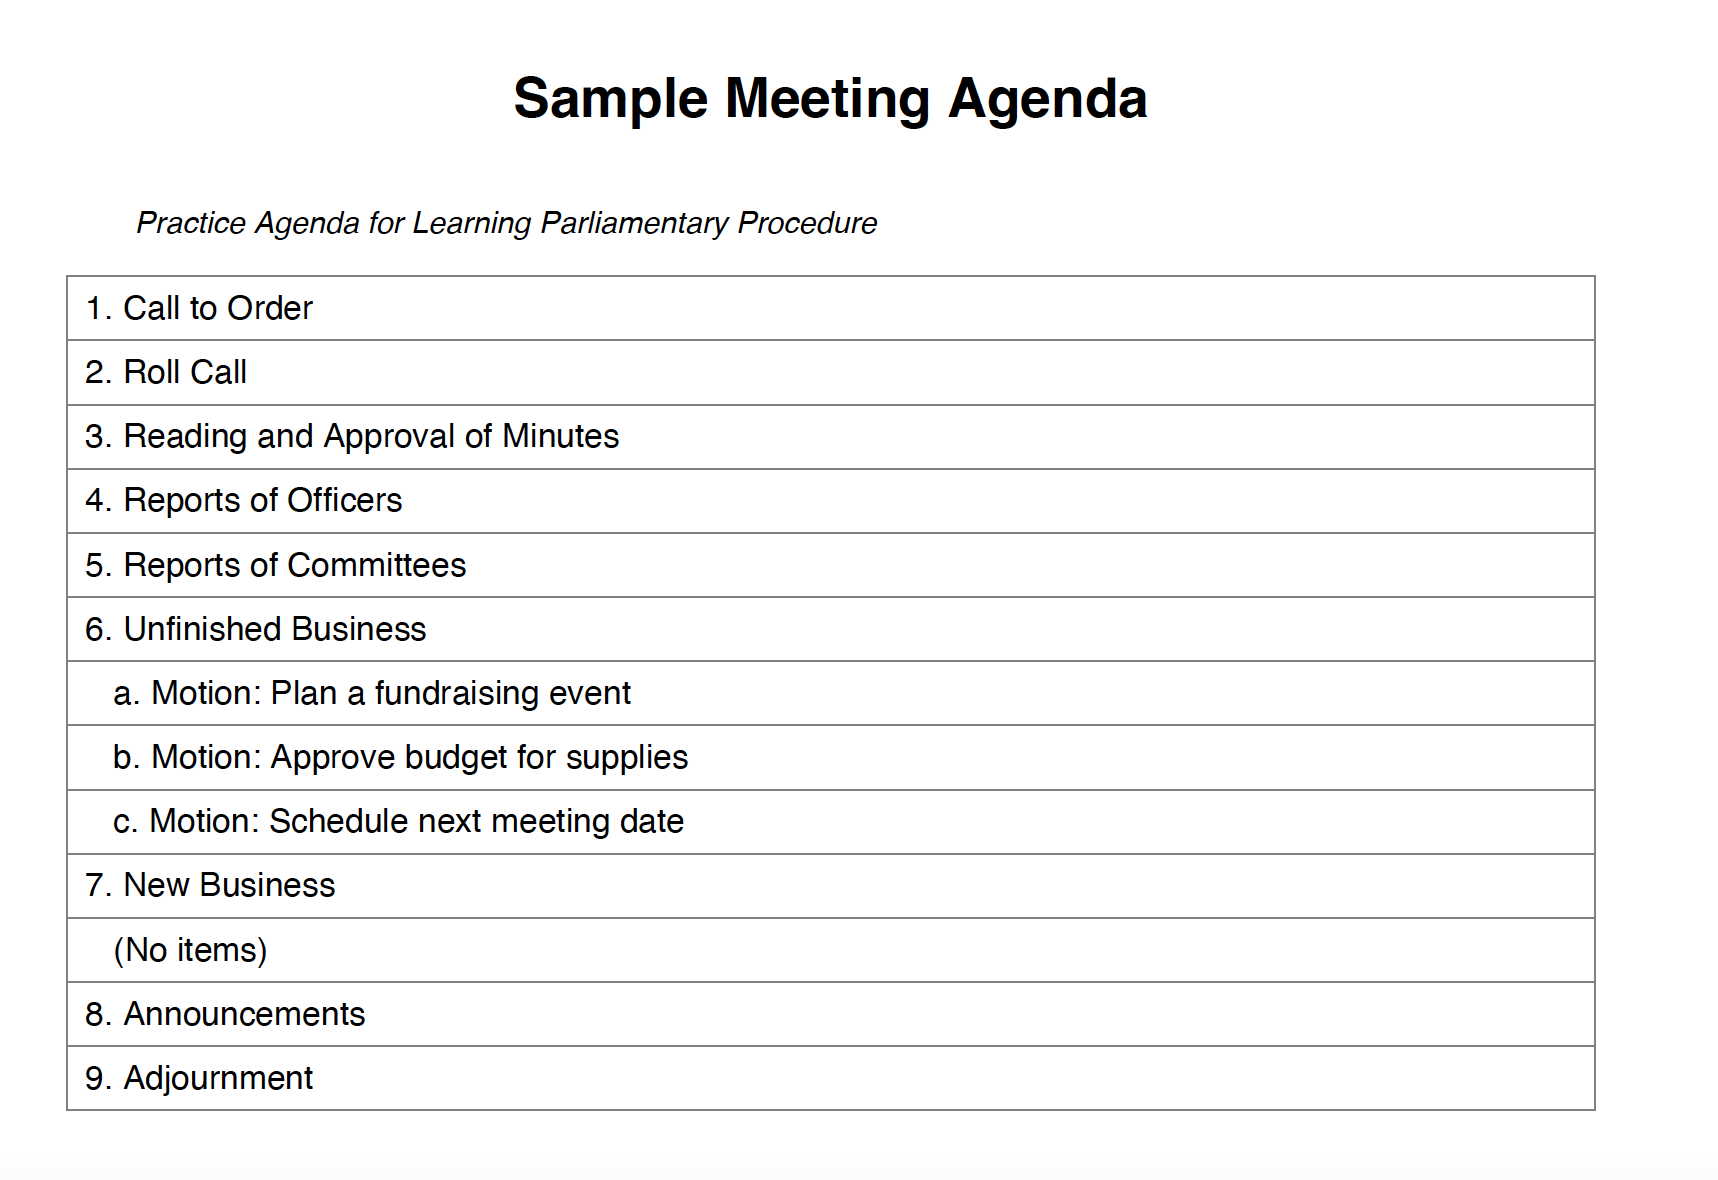 Sample Meeting Agenda
Practice Agenda for Learning Parliamentary Procedure
1. Call to Order
2. Roll Call
3. Reading and Approval of Minutes
4. Reports of Officers
5. Reports of Committees
6. Unfinished Business
a. Motion: Plan a fundraising event
b. Motion: Approve budget for supplies
c. Motion: Schedule next meeting date
7. New Business
(No items)
8. Announcements
9. Adjournment